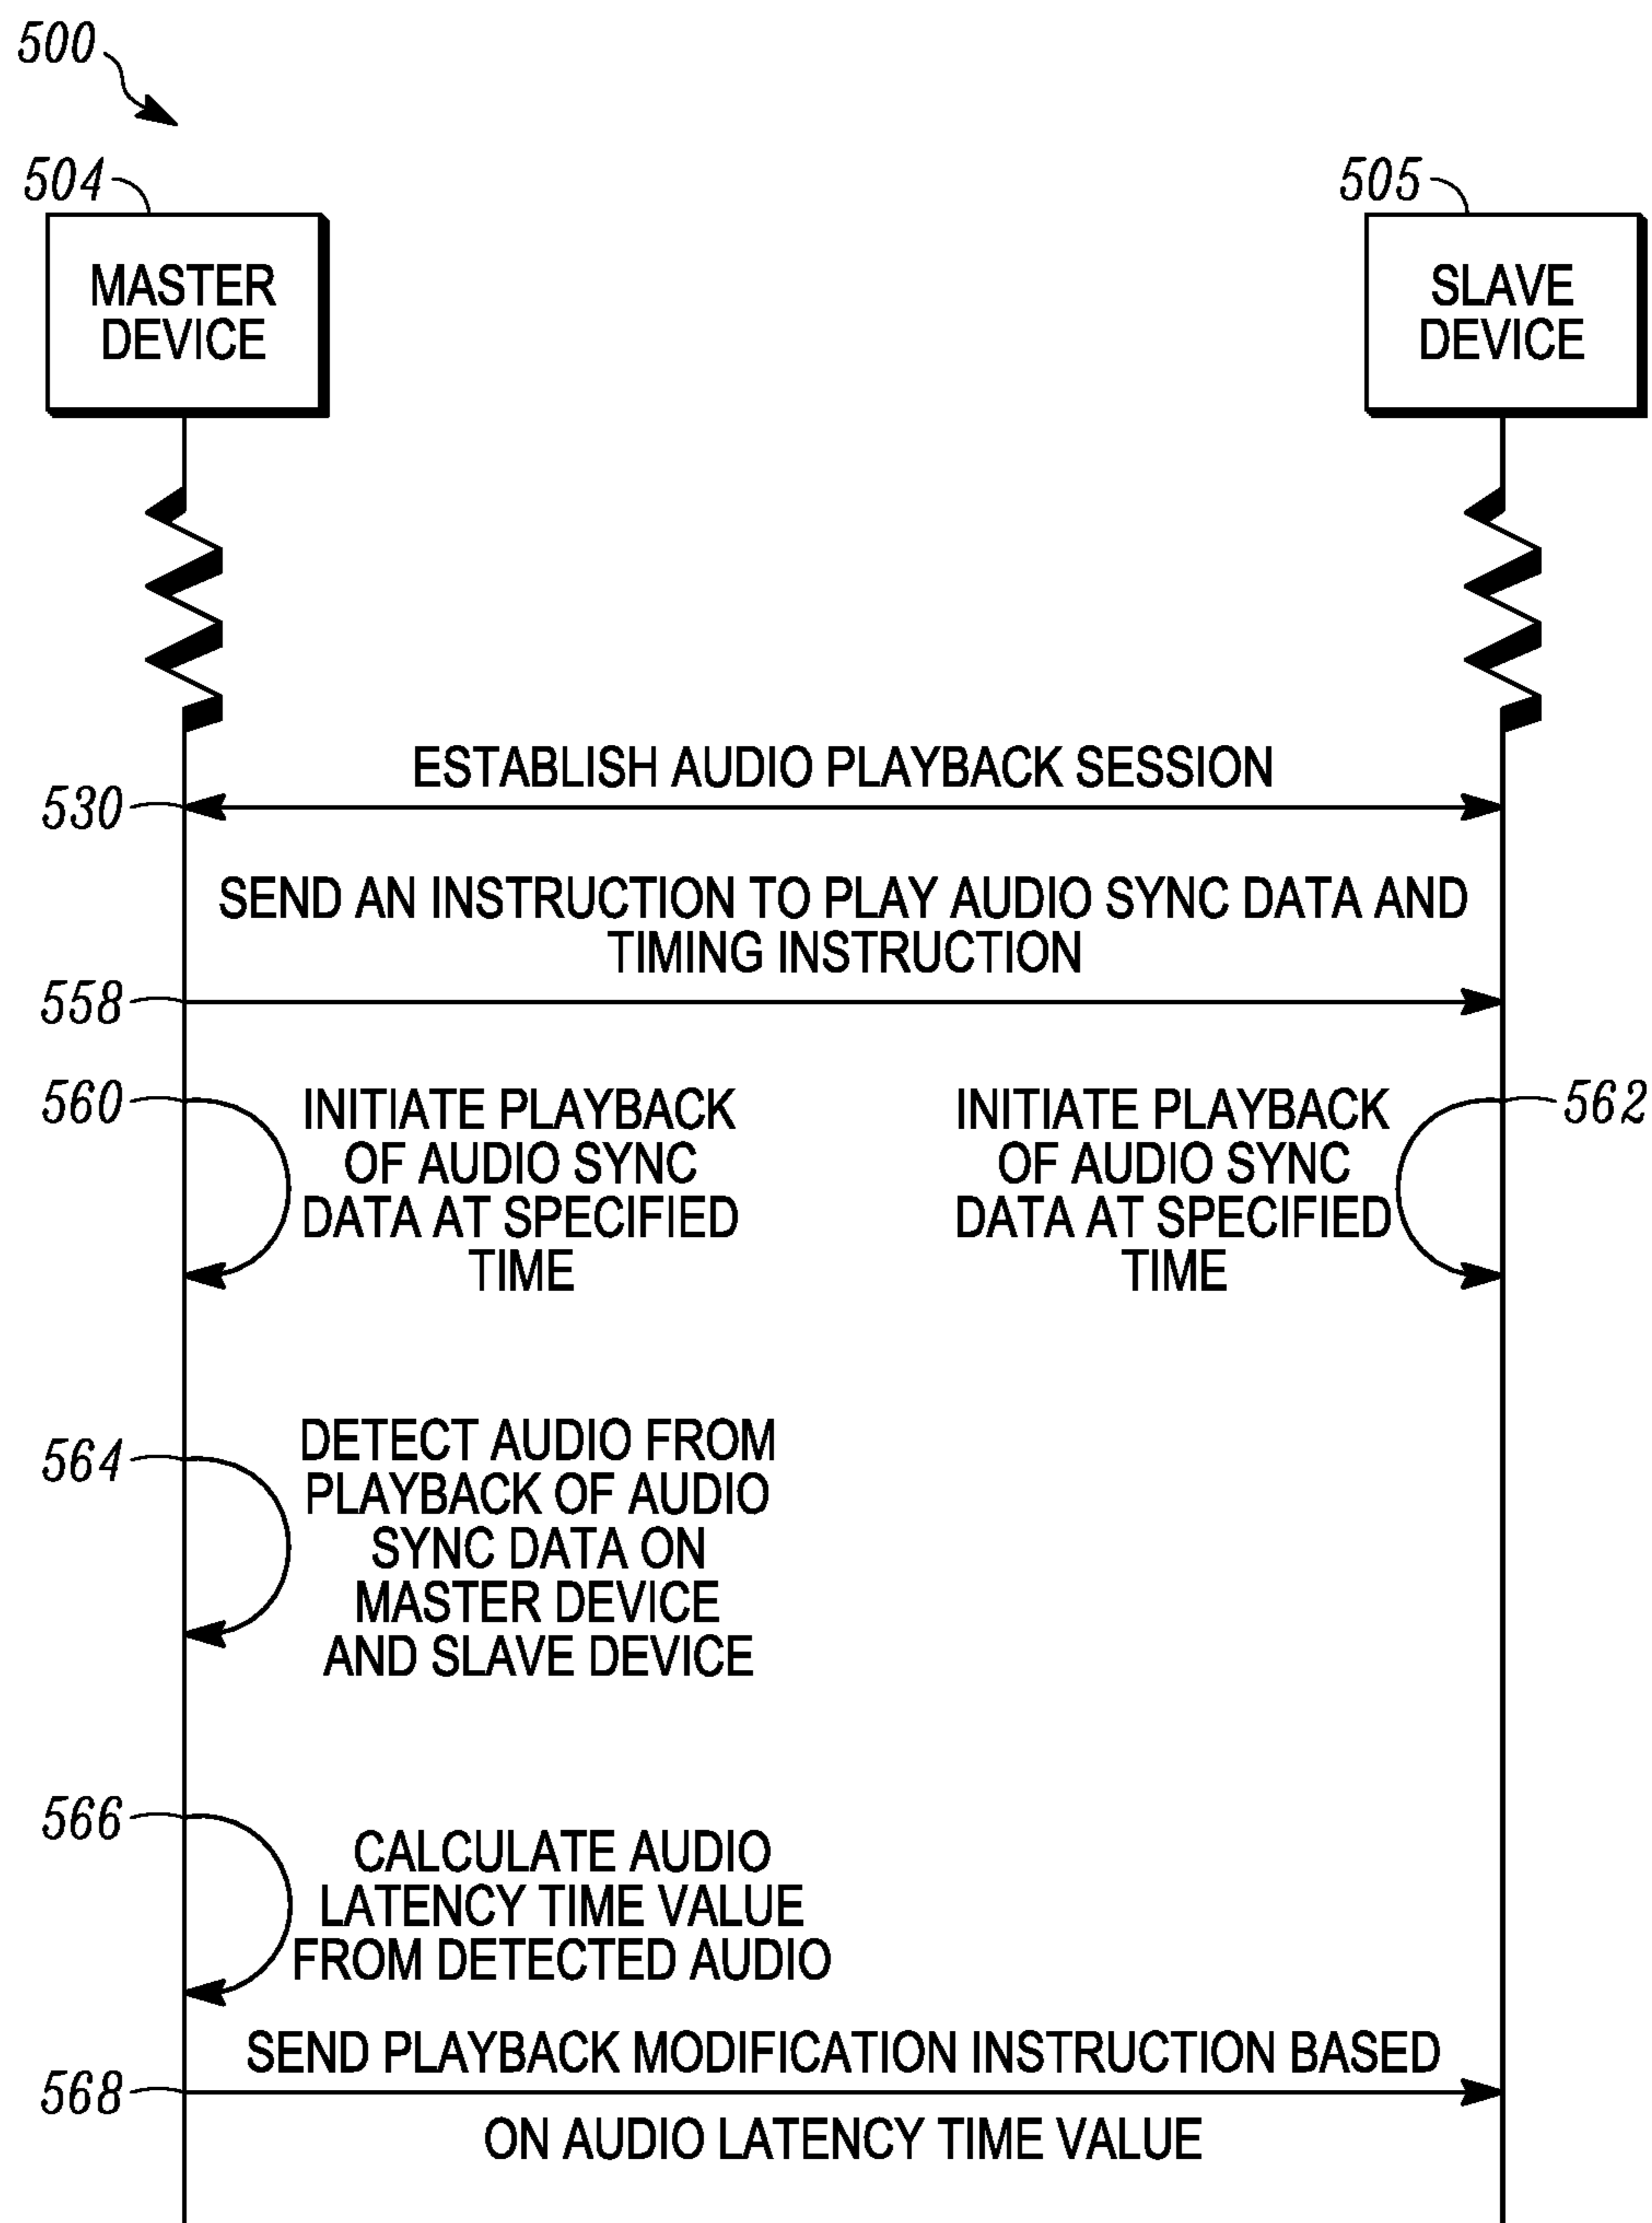 500
504
505
MASTER
DEVICE
SLAVE
DEVICE
ESTABLISH AUDIO PLAYBACK SESSION
530
SEND AN INSTRUCTION TO PLAY AUDIO SYNC DATA AND
TIMING INSTRUCTION
558
560
INITIATE PLAYBACK
OF AUDIO SYNC
DATA AT SPECIFIED
TIME
INITIATE PLAYBACK
OF AUDIO SYNC
DATA AT SPECIFIED
TIME
562
564
DETECT AUDIO FROM
PLAYBACK OF AUDIO
SYNC DATA ON
MASTER DEVICE
AND SLAVE DEVICE
566
CALCULATE AUDIO
LATENCY TIME VALUE
FROM DETECTED AUDIO
SEND PLAYBACK MODIFICATION INSTRUCTION BASED
568
ON AUDIO LATENCY TIME VALUE